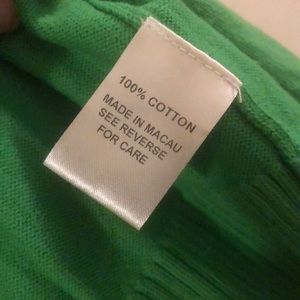 100% COTTON
MADE IN MACAU
SEE REVERSE
FOR CARE